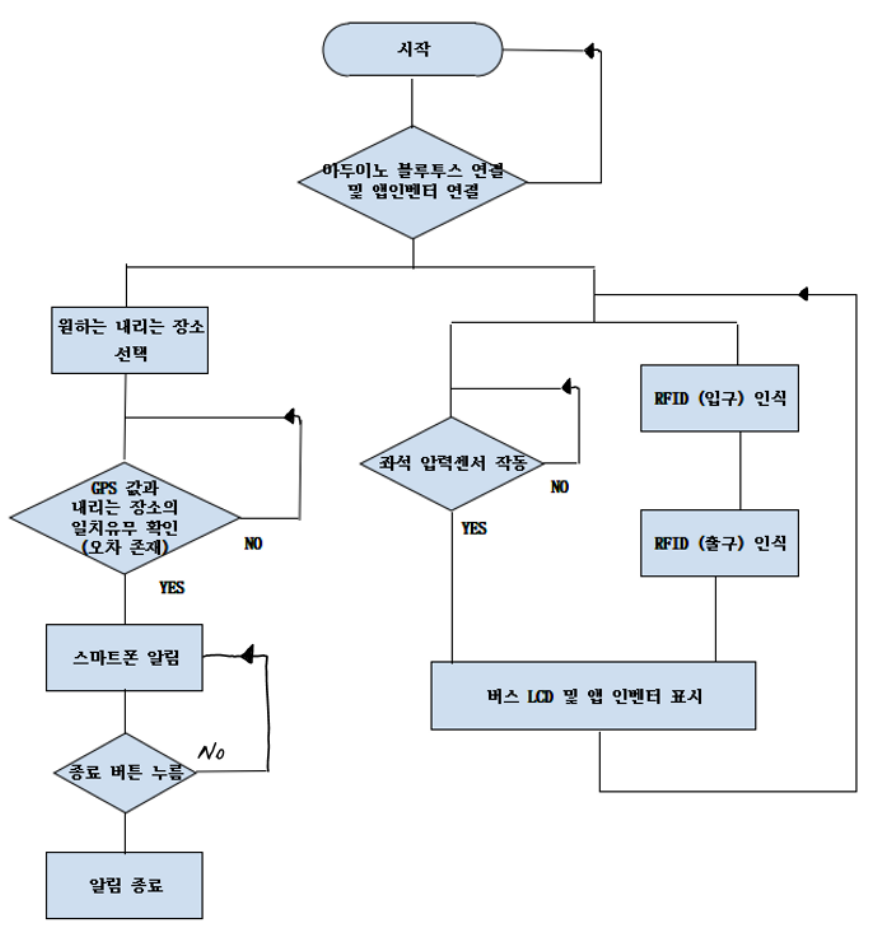 시작
아두이노 블루투스 연결
및 앱인벤터 연결
원하는 내리는 장소
선택
GPS 값과
내리는 장소의
일치유무 확인
(오차 존재)
NO
YES
스마트폰 알림
종료 버튼 누름
No
알림 종료
좌석 압력센서 작동
NO
YES
RFID (입구) 인식
RFID (출구) 인식
버스 LCD 및 앱 인벤터 표시